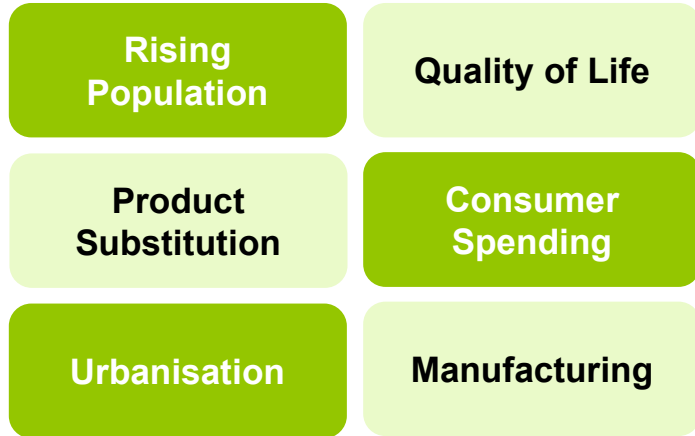 Rising
Population
Quality of Life
Product
Substitution
Consumer
Spending
Urbanisation
Manufacturing